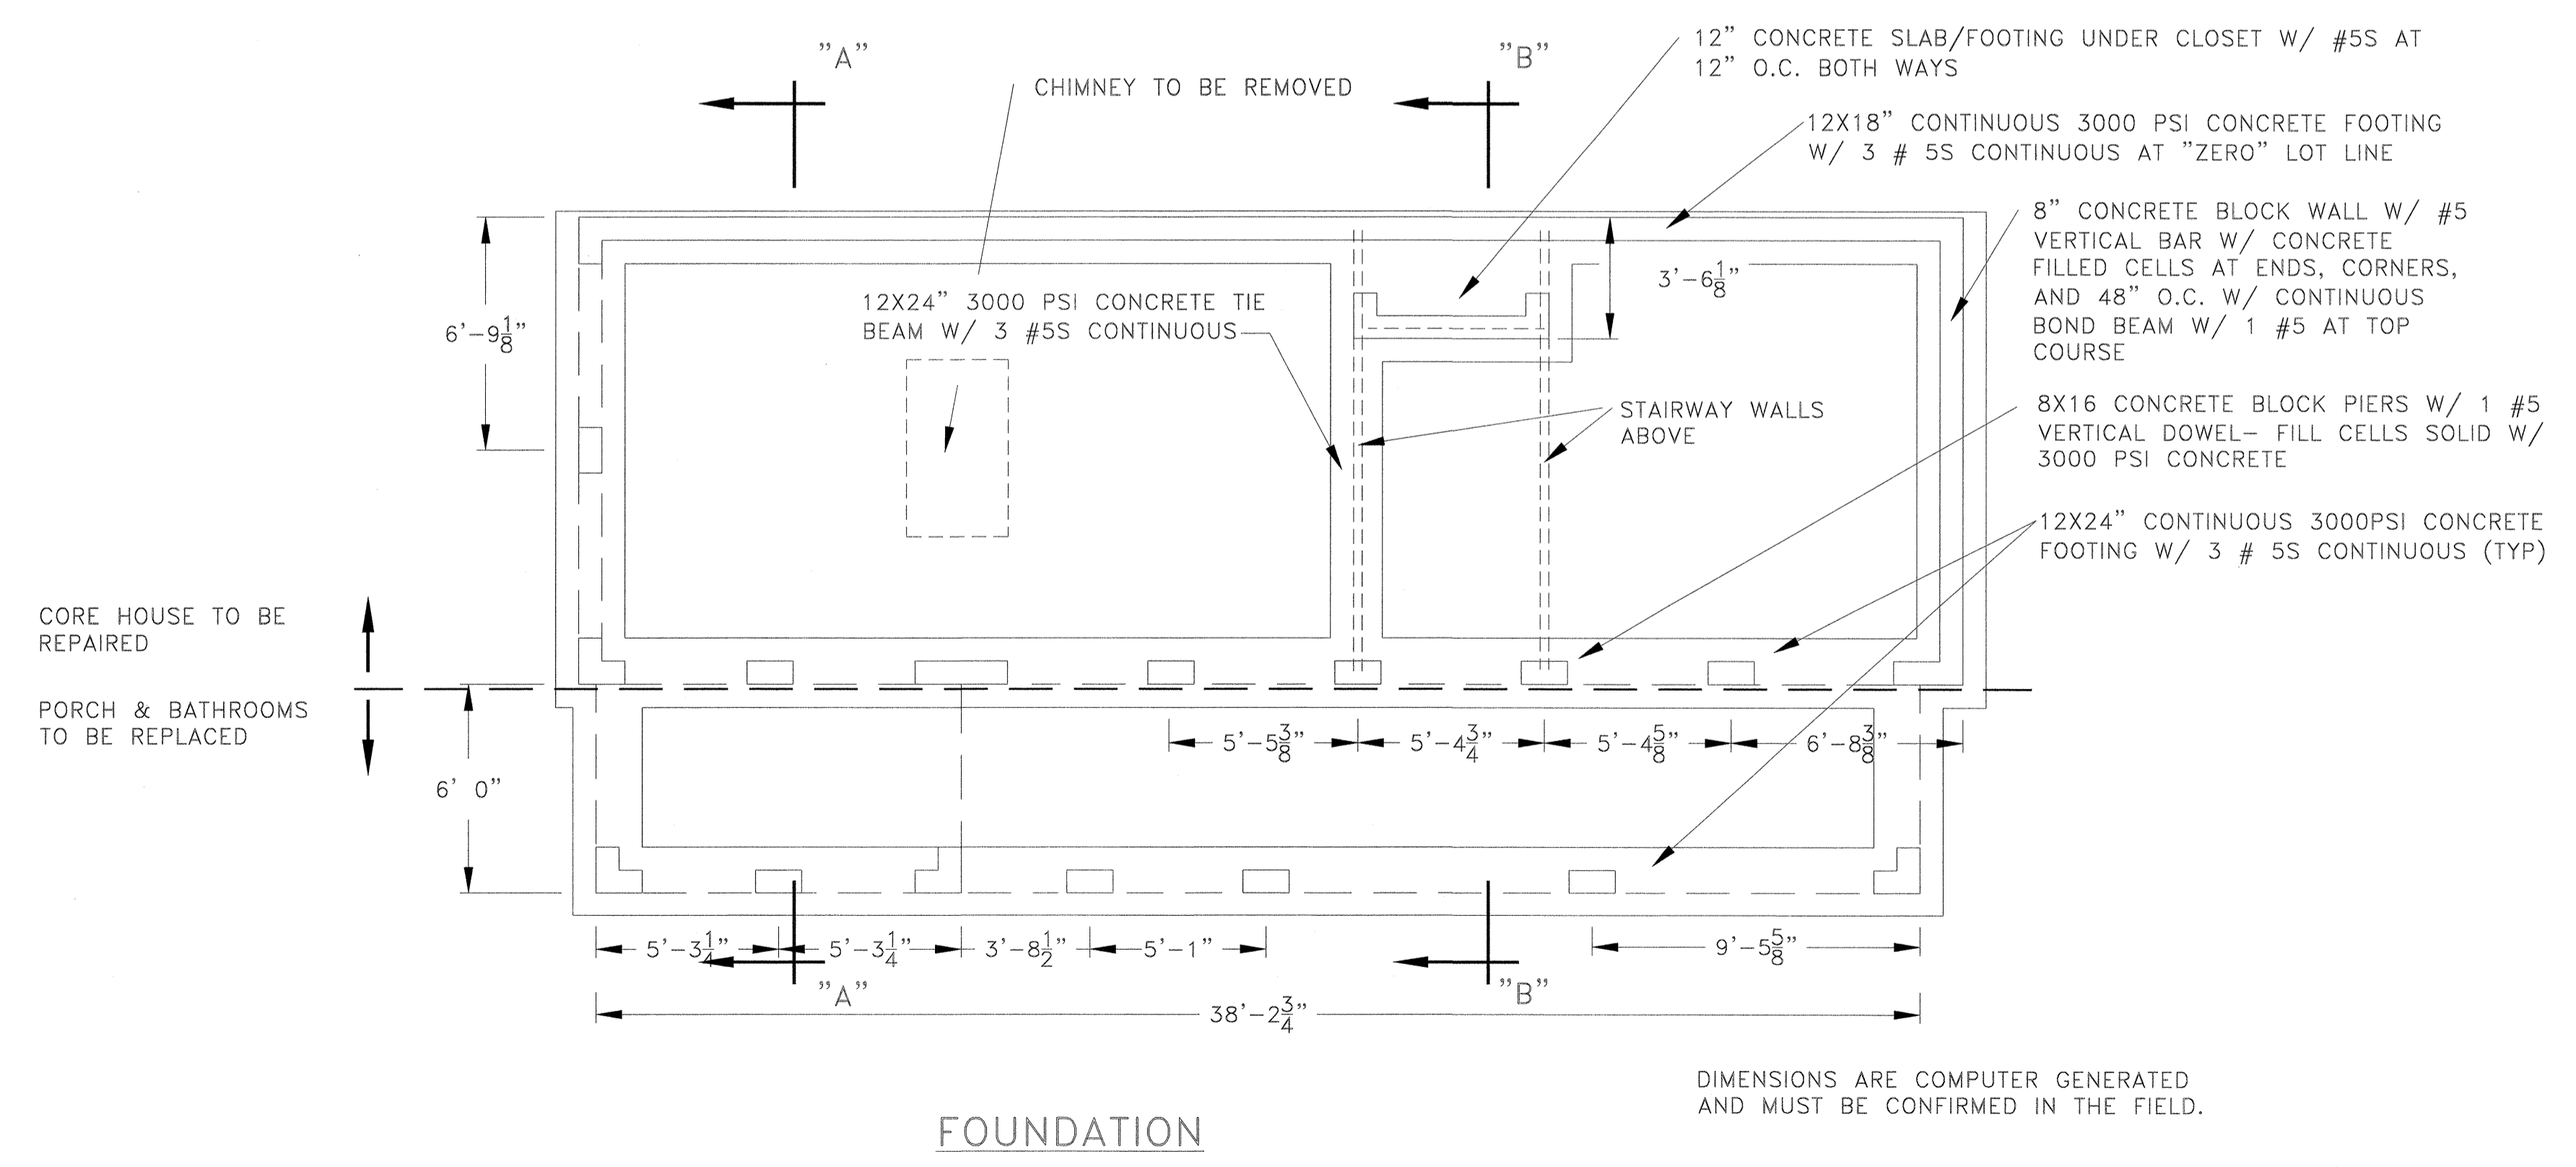 "A"
"B"
CHIMNEY TO BE REMOVED
12" CONCRETE SLAB/FOOTING UNDER CLOSET W/ #5S AT
12" O.C. BOTH WAYS
12X18" CONTINUOUS 3000 PSI CONCRETE FOOTING
W/ 3 # 5S CONTINUOUS AT "ZERO" LOT LINE
8" CONCRETE BLOCK WALL W/ #5
VERTICAL BAR W/ CONCRETE
FILLED CELLS AT ENDS, CORNERS,
AND 48" O.C. W/ CONTINUOUS
BOND BEAM W/ 1 #5 AT TOP
COURSE
3'-6 1/8"
12X24" 3000 PSI CONCRETE TIE
BEAM W/ 3 #5S CONTINUOUS
6'-9 1/8"
STAIRWAY WALLS
ABOVE
8X16 CONCRETE BLOCK PIERS W/ 1 #5
VERTICAL DOWEL- FILL CELLS SOLID W/
3000 PSI CONCRETE
12X24" CONTINUOUS 3000PSI CONCRETE
FOOTING W/ 3 # 5S CONTINUOUS (TYP)
CORE HOUSE TO BE
REPAIRED
PORCH & BATHROOMS
TO BE REPLACED
5'-5 3/8"
5'-4 3/4"
5'-4 5/8"
6'-8 3/8"
6' 0"
5'-3 1/4"
5'-3 1/4"
3'-8 1/2"
5'-1"
9'-5 5/8"
"A"
"B"
38'-2 3/4"
DIMENSIONS ARE COMPUTER GENERATED
AND MUST BE CONFIRMED IN THE FIELD.
FOUNDATION